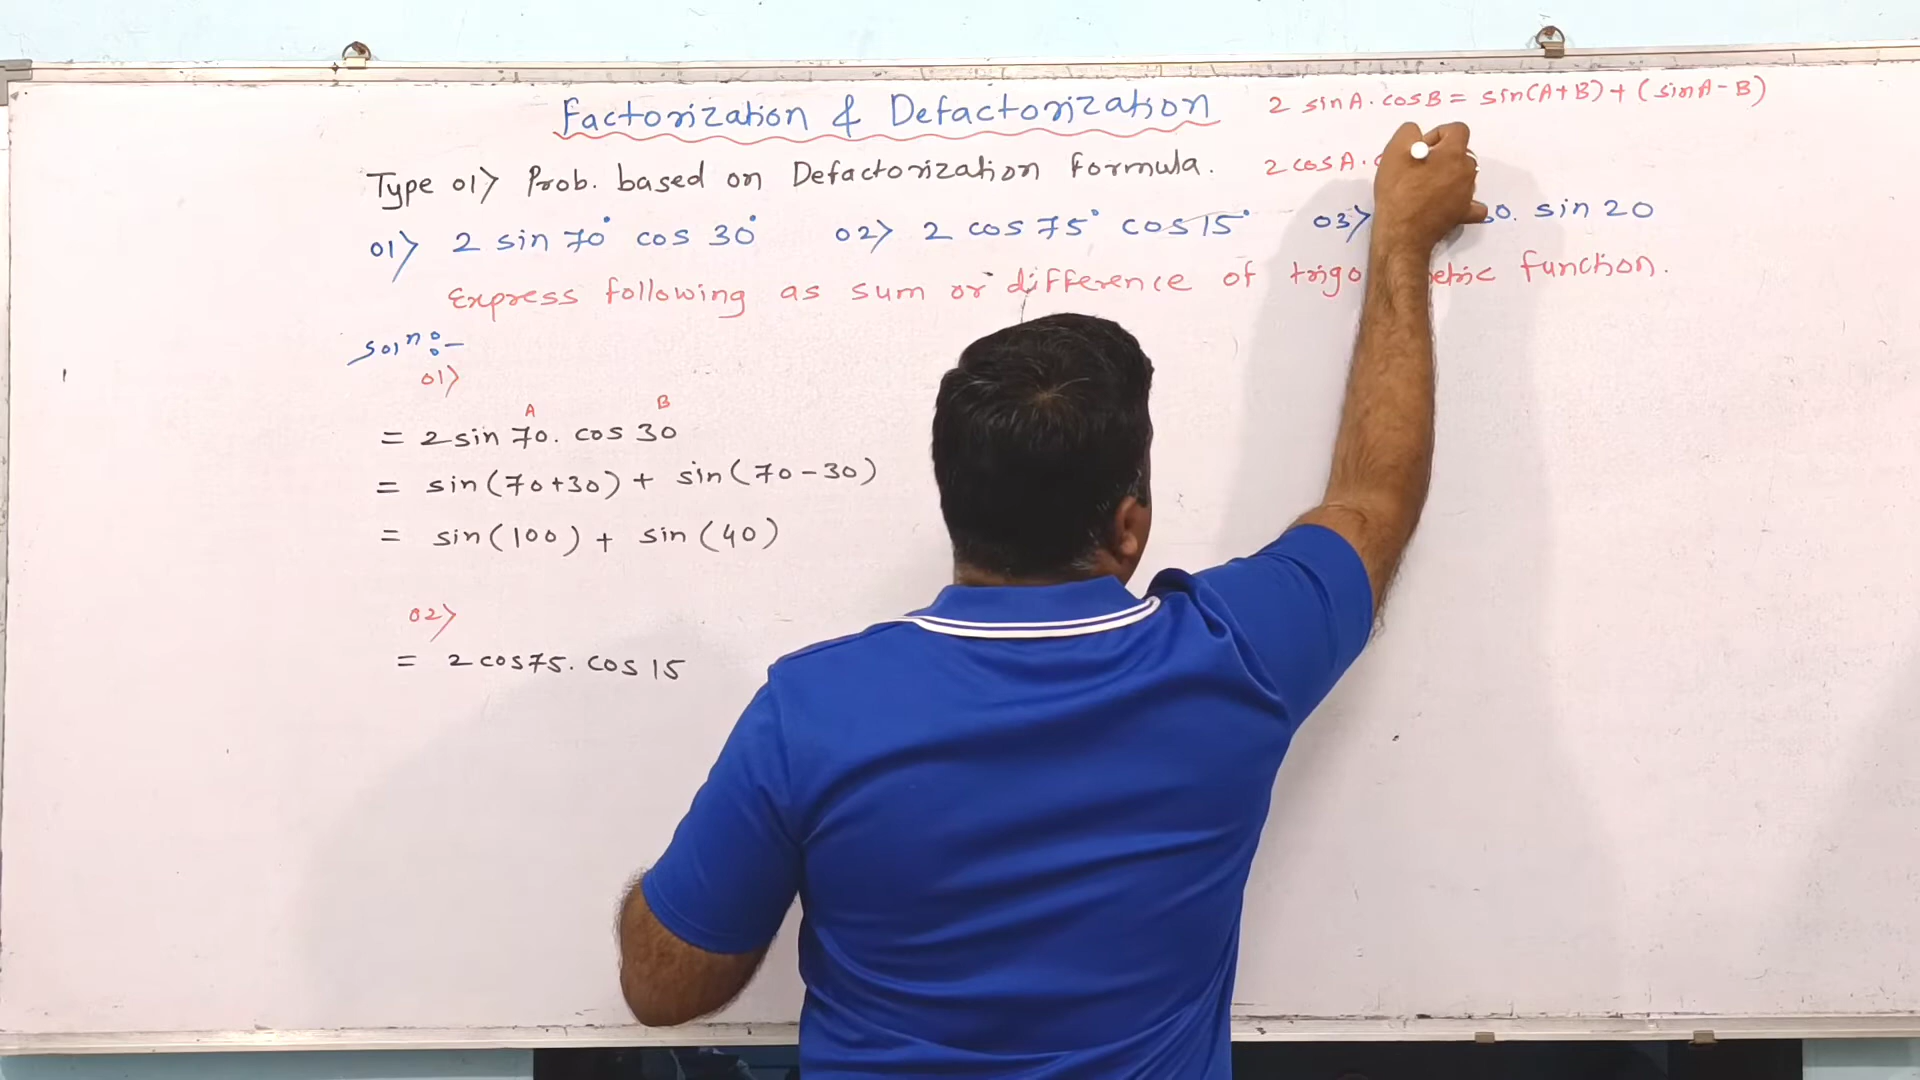 Factorization & Defactorization
2 sinA. cosB = sin(A+B) + (sinA-B)
Type 01> Prob. based on Defactorization Formula.
2 cosA.
01> 2 sin 70° cos 30° 02> 2 cos 75° cos 15° 03> sin 20
Express following as sum or difference of function.
Soln:-
01>
A B
= 2 sin 70. cos 30
= sin(70+30) + sin(70-30)
= sin(100) + sin(40)
02>
= 2 cos75. cos 15